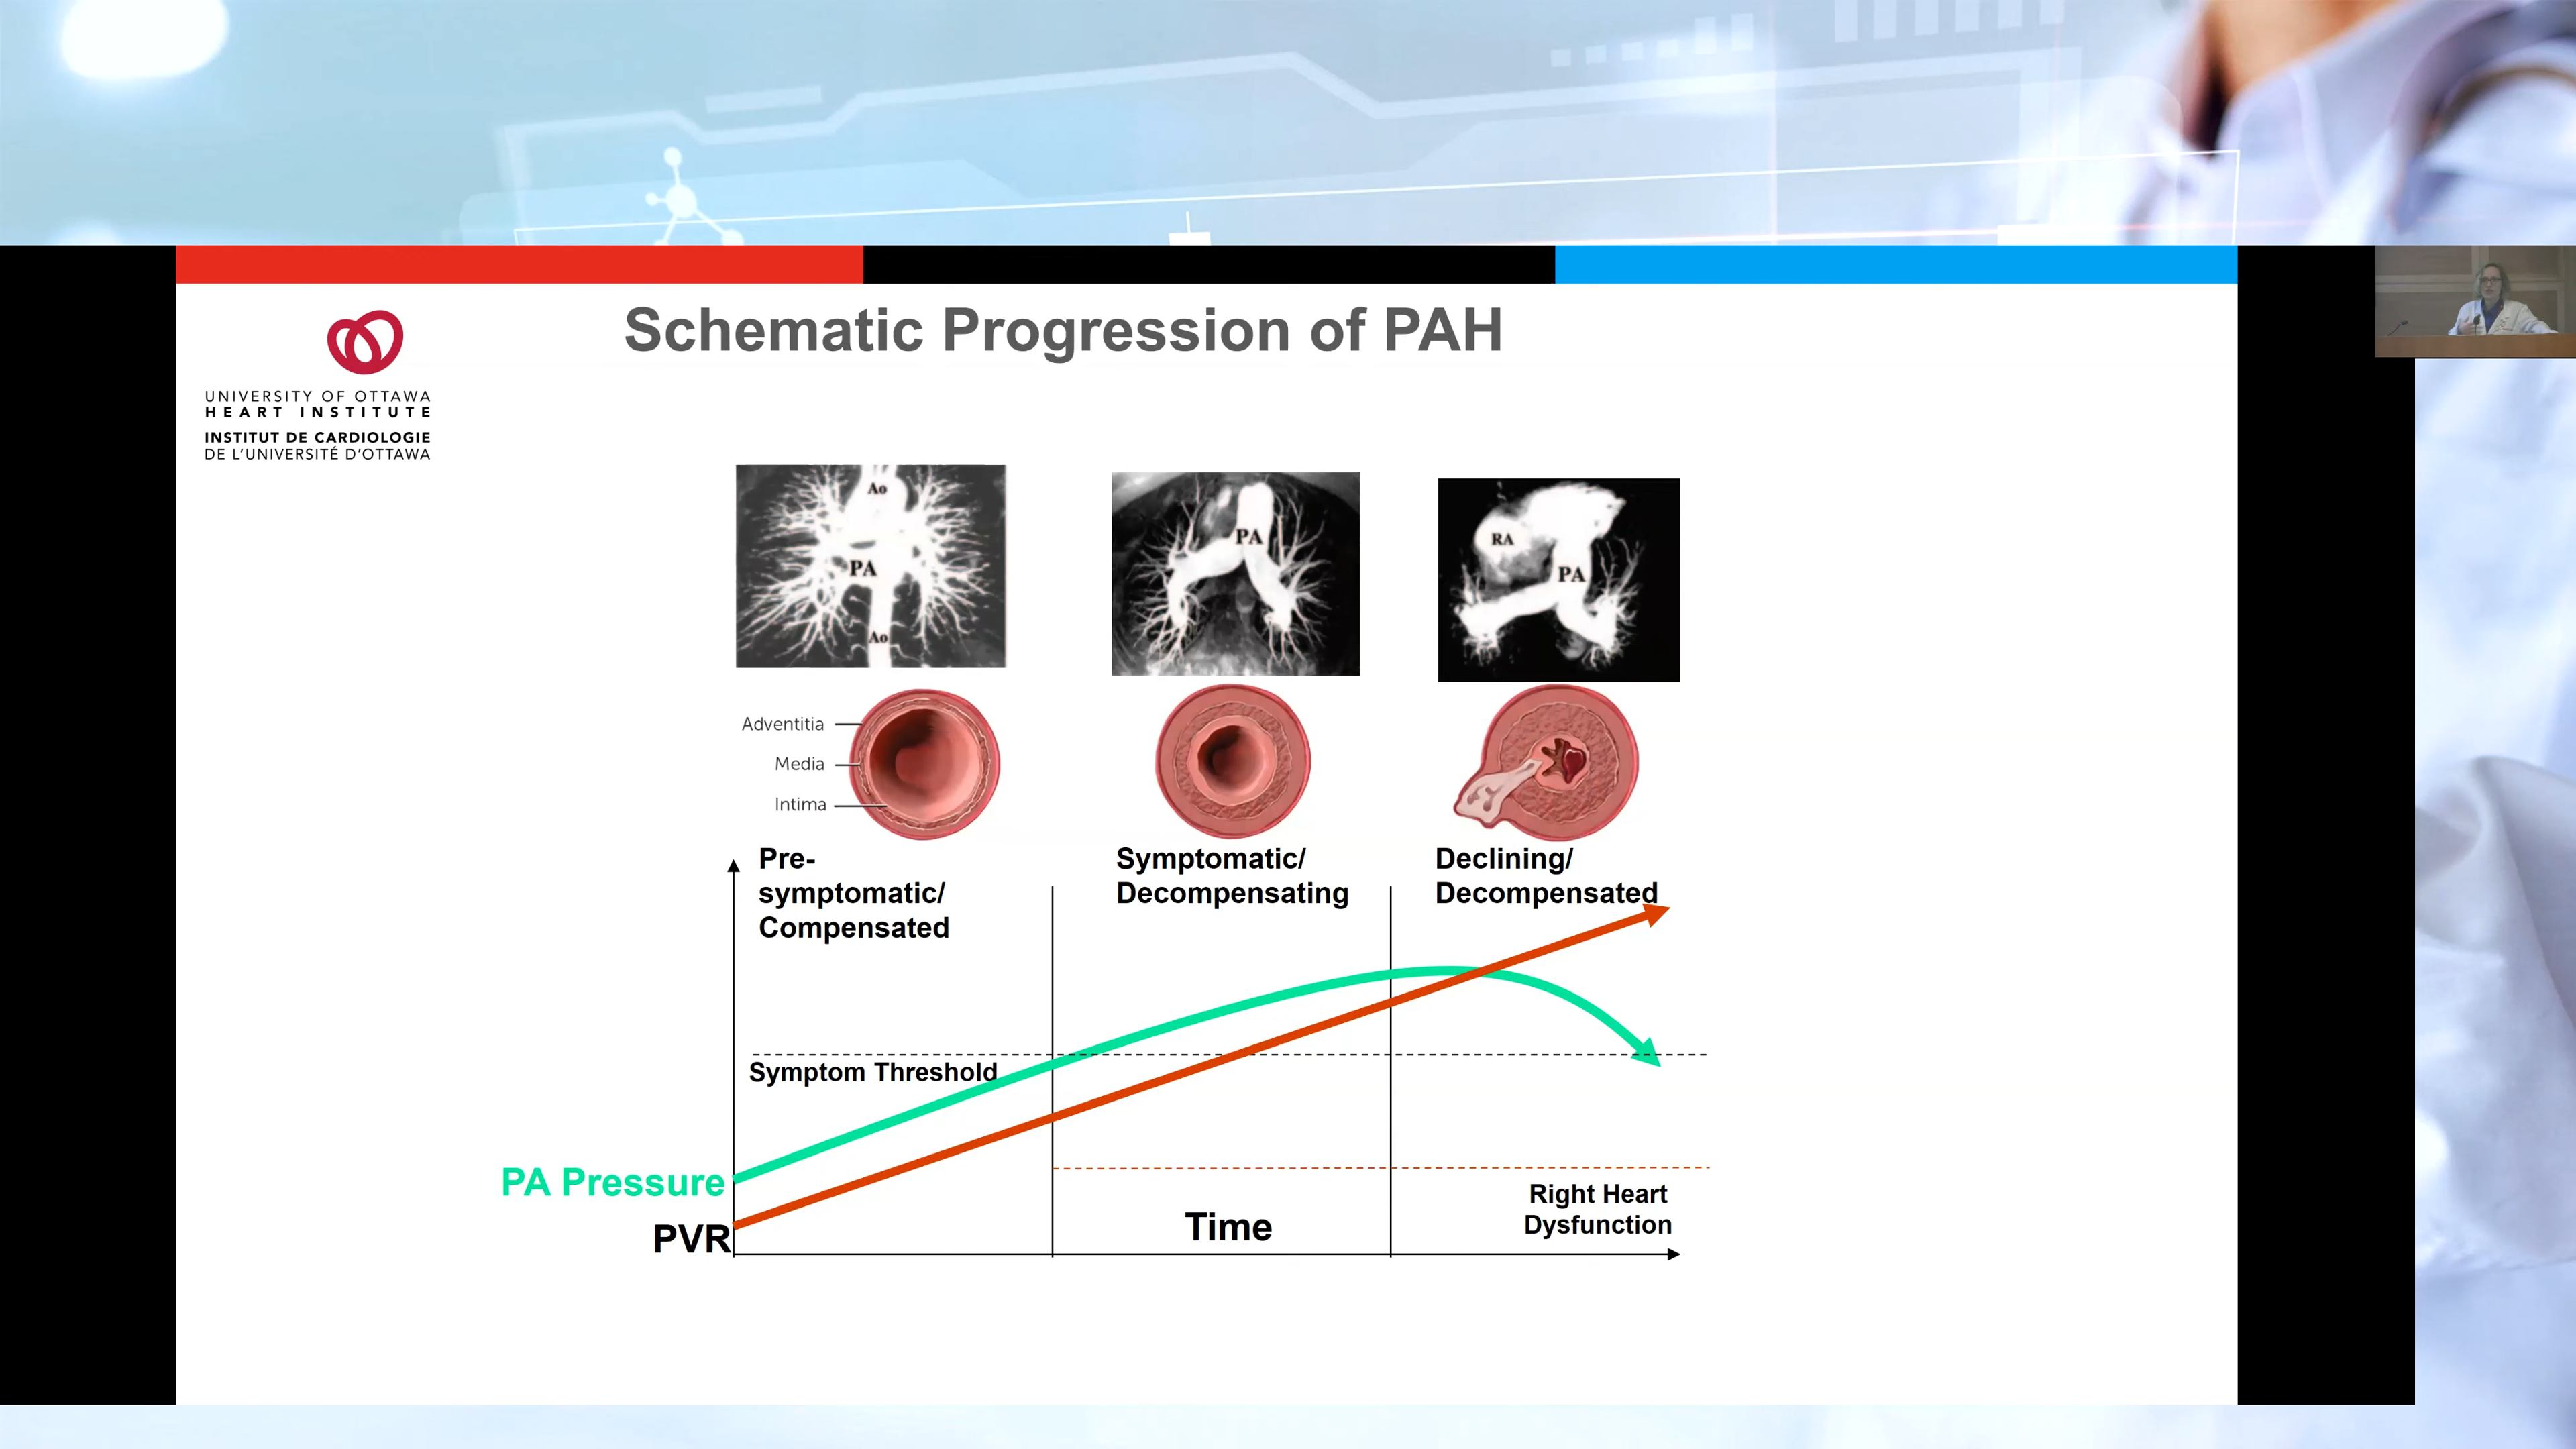 Schematic Progression of PAH
UNIVERSITY OF OTTAWA
HEART INSTITUTE
INSTITUT DE CARDIOLOGIE
DE L'UNIVERSITÉ D'OTTAWA
Ao
PA
Ao
PA
RA
PA
Adventitia
Media
Intima
Pre-
symptomatic/
Compensated
Symptomatic/
Decompensating
Declining/
Decompensated
Symptom Threshold
PA Pressure
PVR
Time
Right Heart
Dysfunction